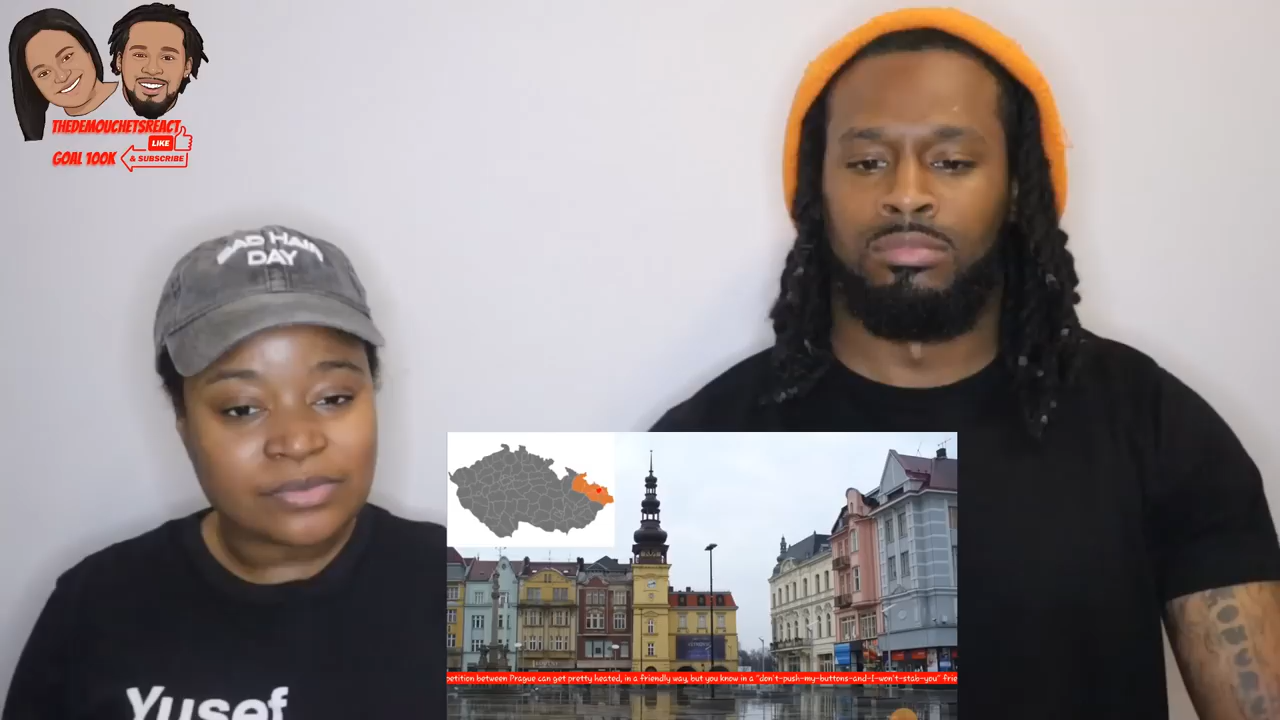 THEDEMOUCHETSREACT
LIKE
GOAL 100K
& SUBSCRIBE
BAD HAIR
DAY
petition between Prague can get pretty heated, in a friendly way, but you know in a "don't-push-my-buttons-and-I-won't-stab-you" frie
Yusef